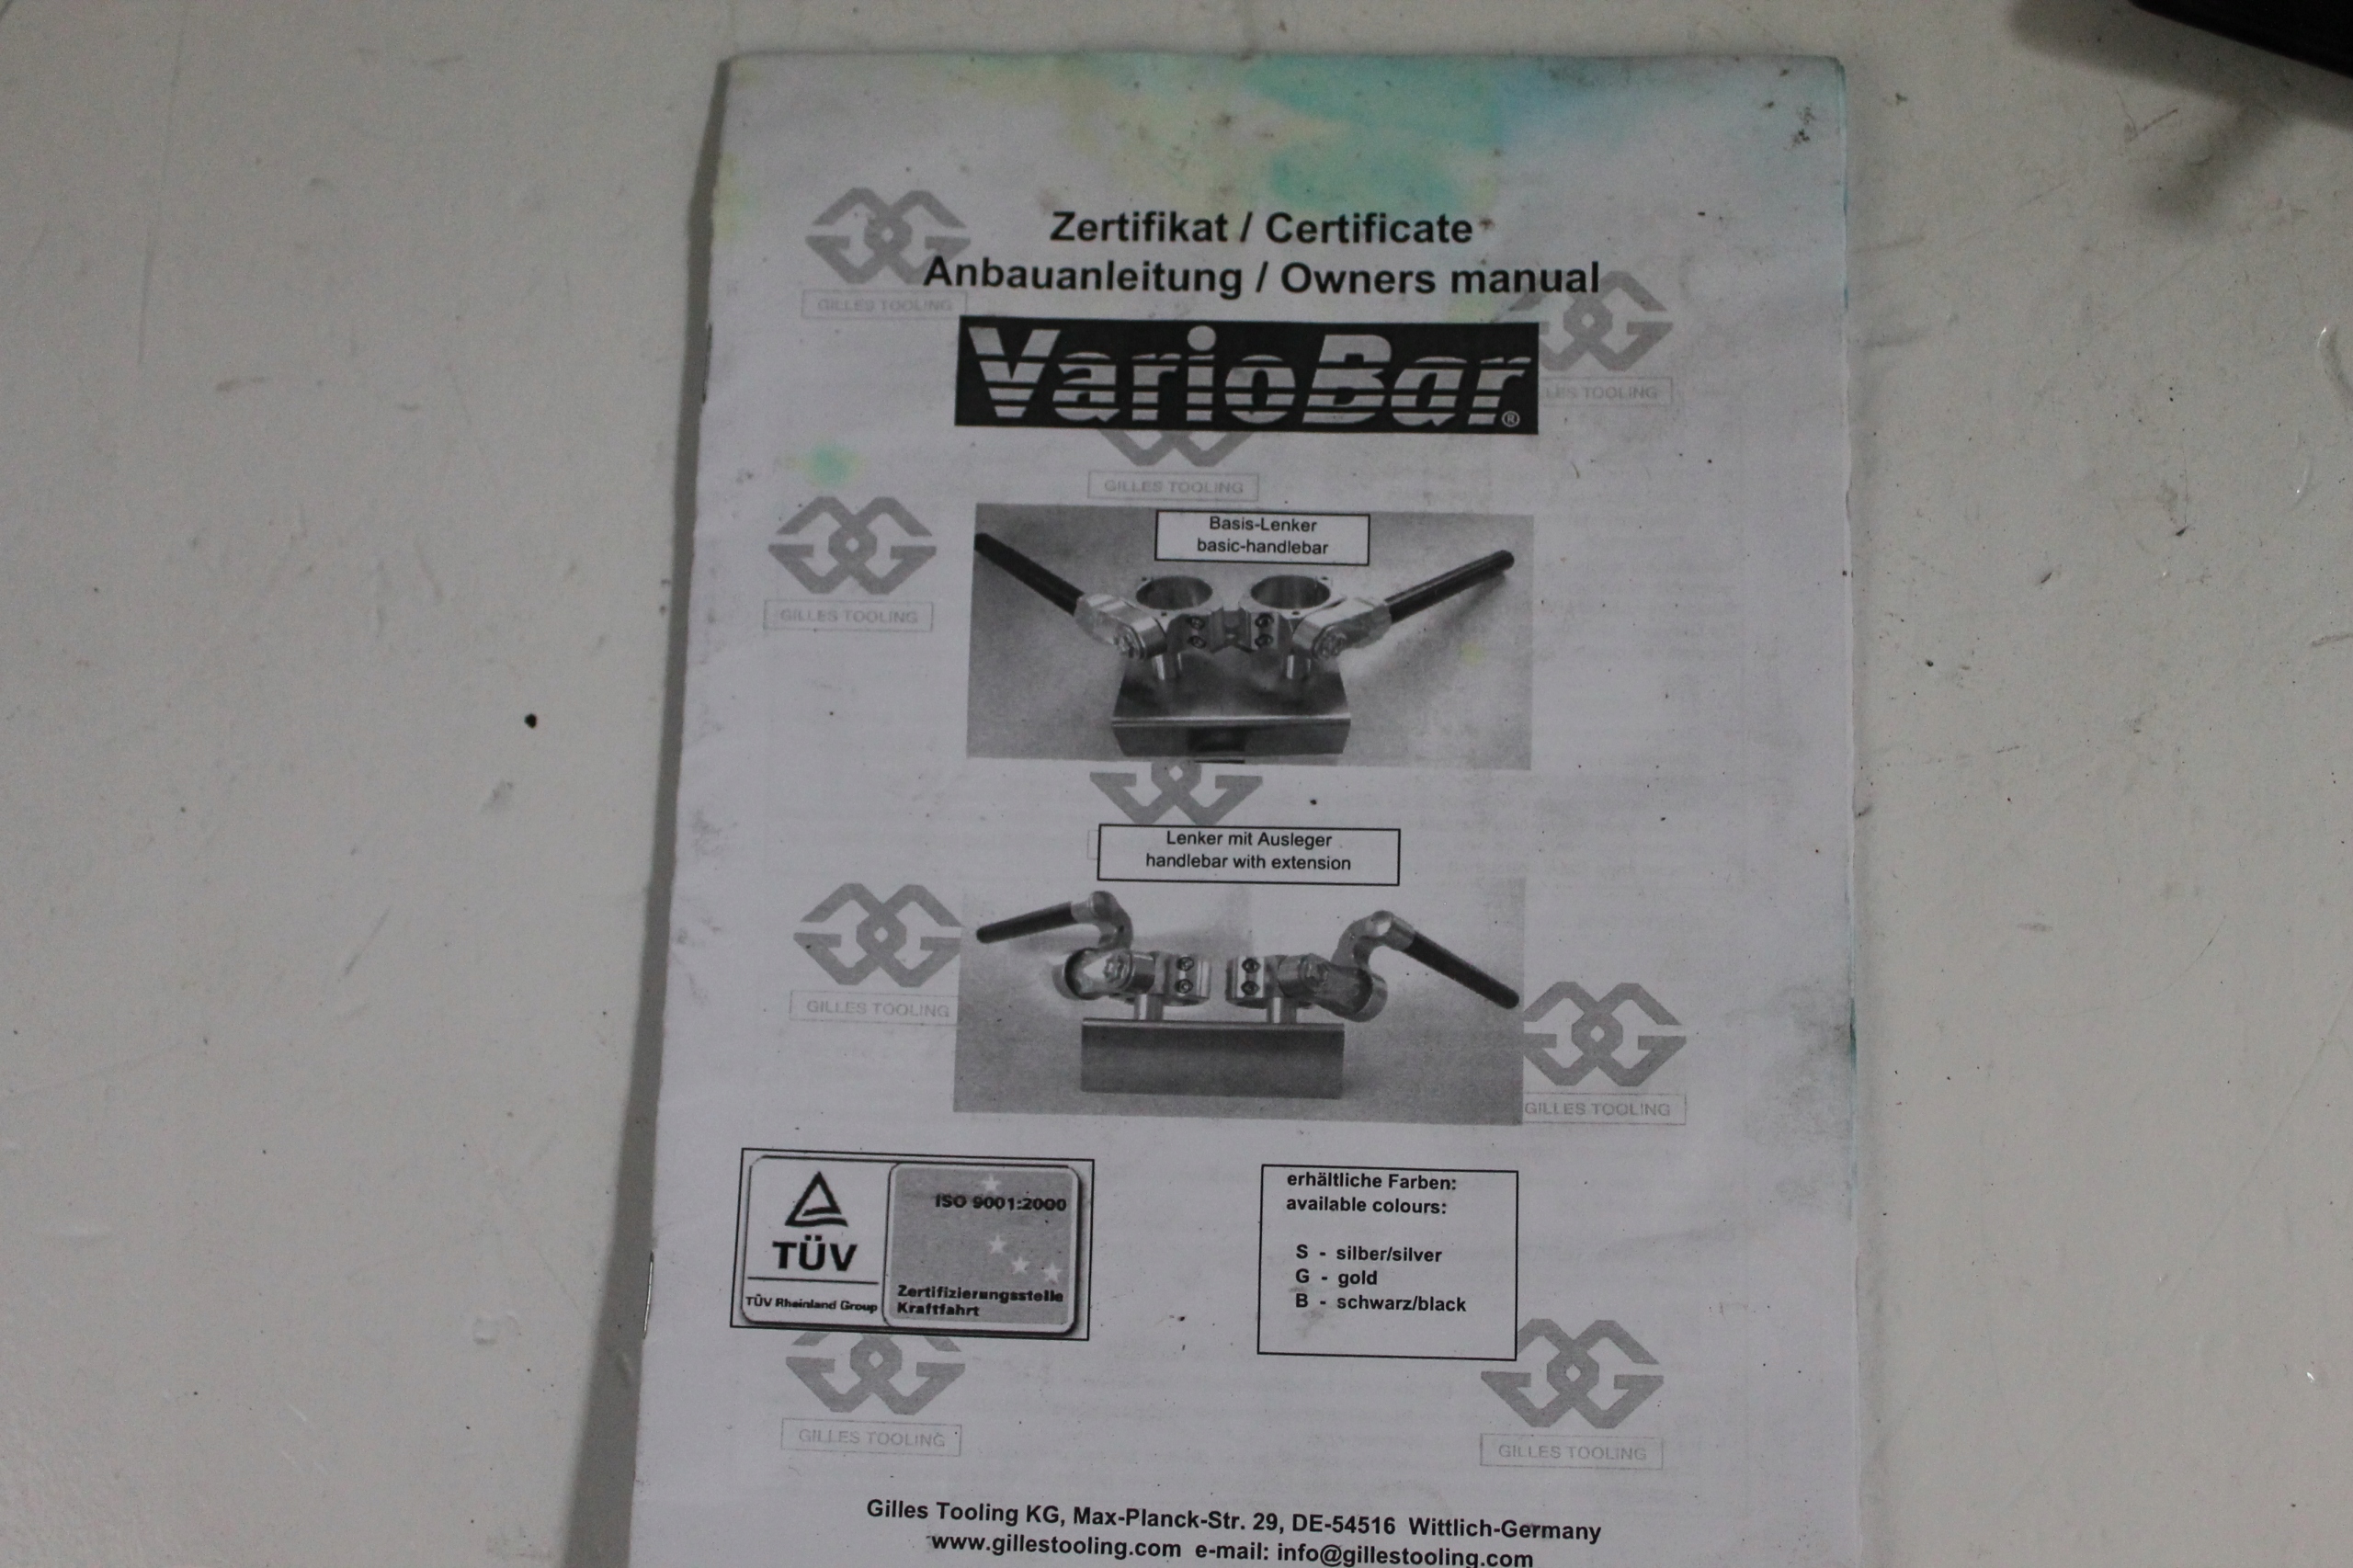 Zertifikat / Certificate
Anbauanleitung / Owners manual
GILLES TOOLING
VarioBar®
LES TOOLING
GILLES TOOLING
Basis-Lenker
basic-handlebar
GILLES TOOLING
Lenker mit Ausleger
handlebar with extension
GILLES TOOLING
GILLES TOOLING
TÜV
TÜV Rheinland Group
ISO 9001:2000
Zertifizierungsstelle
Kraftfahrt
erhältliche Farben:
available colours:
S - silber/silver
G - gold
B - schwarz/black
GILLES TOOLING
GILLES TOOLING
Gilles Tooling KG, Max-Planck-Str. 29, DE-54516 Wittlich-Germany
www.gillestooling.com e-mail: info@gillestooling.com